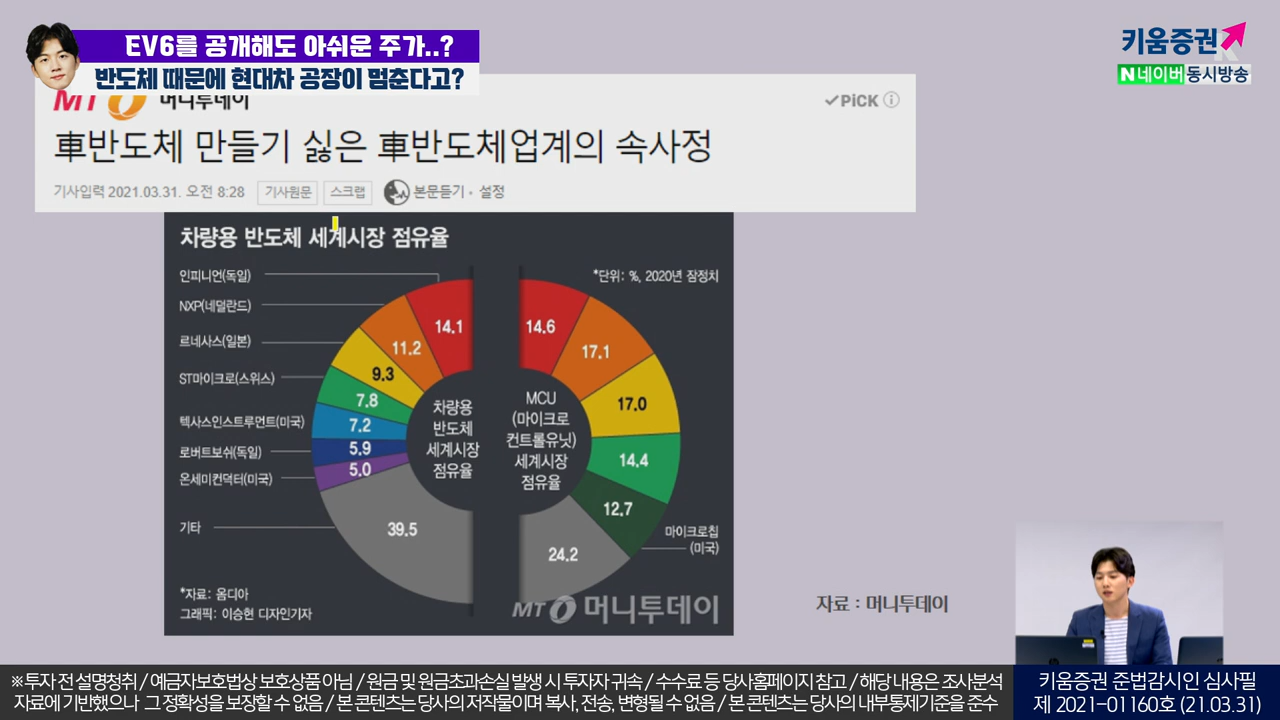 EV6를 공개해도 아쉬운 주가..?
반도체 때문에 현대차 공장이 멈춘다고?
키움증권
N 네이버 동시방송
MT 머니투데이
✓PiCK ⓘ
車반도체 만들기 싫은 車반도체업계의 속사정
기사입력 2021.03.31. 오전 8:28 기사원문 스크랩 본문듣기 · 설정
차량용 반도체 세계시장 점유율
*단위: %, 2020년 잠정치
인피니언(독일)
NXP(네덜란드)
르네사스(일본)
ST마이크로(스위스)
텍사스인스트루먼트(미국)
로버트보쉬(독일)
온세미컨덕터(미국)
기타
14.1
11.2
9.3
7.8
7.2
5.9
5.0
39.5
차량용
반도체
세계시장
점유율
14.6
17.1
17.0
14.4
12.7
24.2
MCU
(마이크로
컨트롤유닛)
세계시장
점유율
마이크로칩
(미국)
*자료: 옴디아
그래픽: 이승현 디자인기자
MT 머니투데이
자료 : 머니투데이
※투자 전 설명청취 / 예금자보호법상 보호상품 아님 / 원금 및 원금초과손실 발생 시 투자자 귀속 / 수수료 등 당사홈페이지 참고 / 해당 내용은 조사분석
자료에 기반했으나 그 정확성을 보장할 수 없음 / 본 콘텐츠는 당사의 저작물이며 복사, 전송, 변형될 수 없음 / 본 콘텐츠는 당사의 내부통제기준을 준수
키움증권 준법감시인 심사필
제 2021-01160호 (21.03.31)